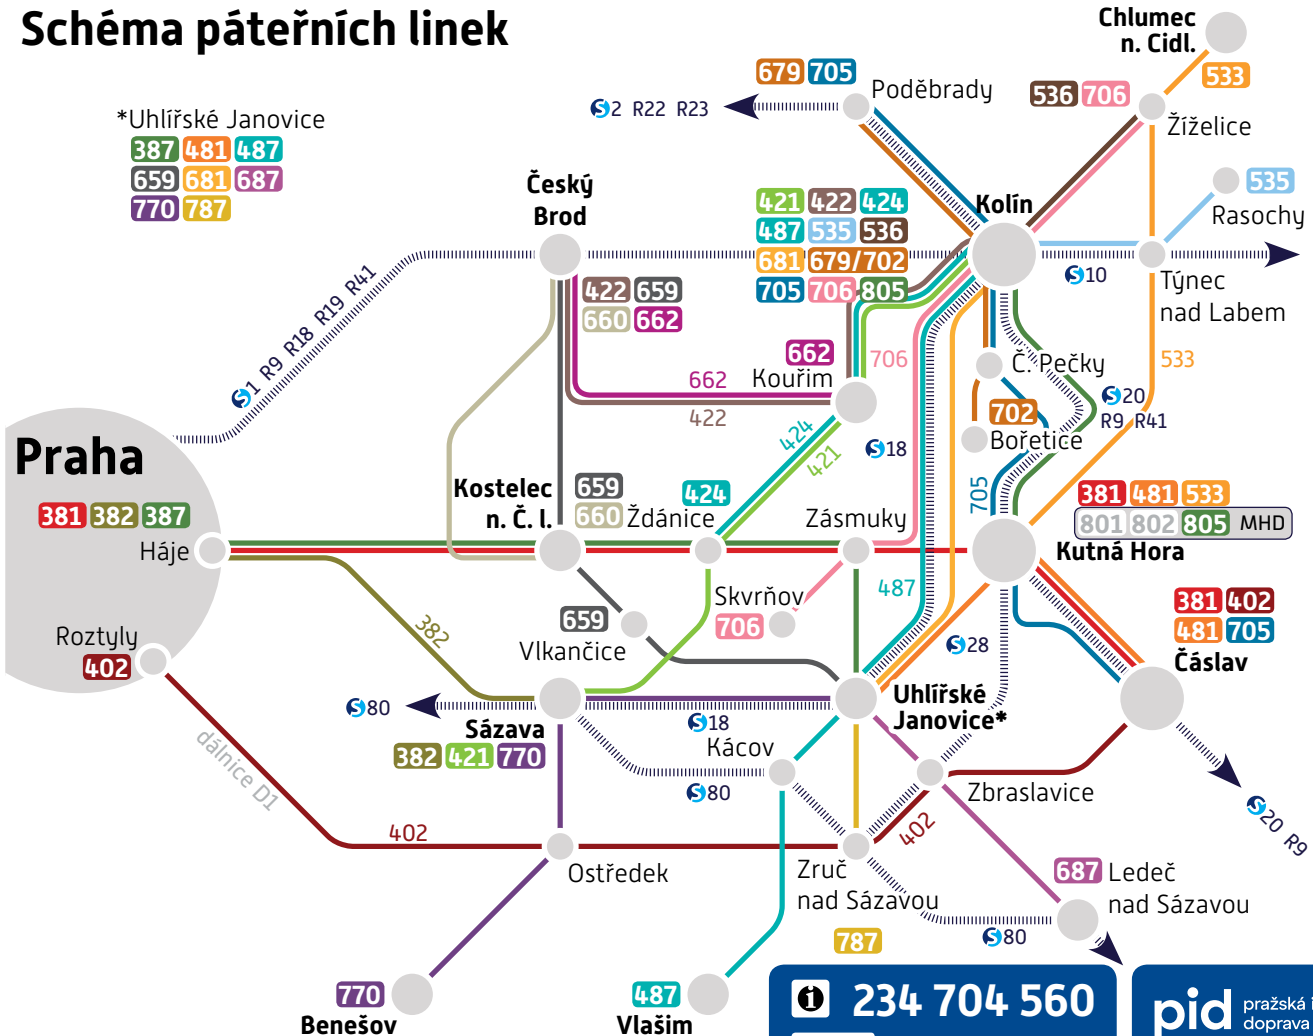 Schéma páteřních linek
*Uhlířské Janovice
387 481 487
659 681 687
770 787
Chlumec
n. Cidl.
533
679 705
Poděbrady
S2 R22 R23
536 706
Žíželice
535
Rasochy
Český
Brod
421 422 424
487 535 536
681 679/702
705 706 805
Kolín
S10
Týnec
nad Labem
S1 R9 R18 R19 R41
422 659
660 662
662
Kouřim
706
662
422
Č. Pečky
533
S20
R9 R41
702
Bořetice
424
421
S18
Praha
381 382 387
Háje
Kostelec
n. Č. l.
659
660
424
Ždánice
Zásmuky
705
381 481 533
801 802 805 MHD
Kutná Hora
487
Skvrňov
706
659
Vlkančice
382
Roztyly
402
S28
381 402
481 705
Čáslav
S80
Sázava
382 421 770
S18
Uhlířské
Janovice*
Kácov
S80
Zbraslavice
dálnice D1
402
402
S20 R9
Ostředek
Zruč
nad Sázavou
687
Ledeč
nad Sázavou
787
S80
770
Benešov
487
Vlašim
234 704 560
pid
doprava